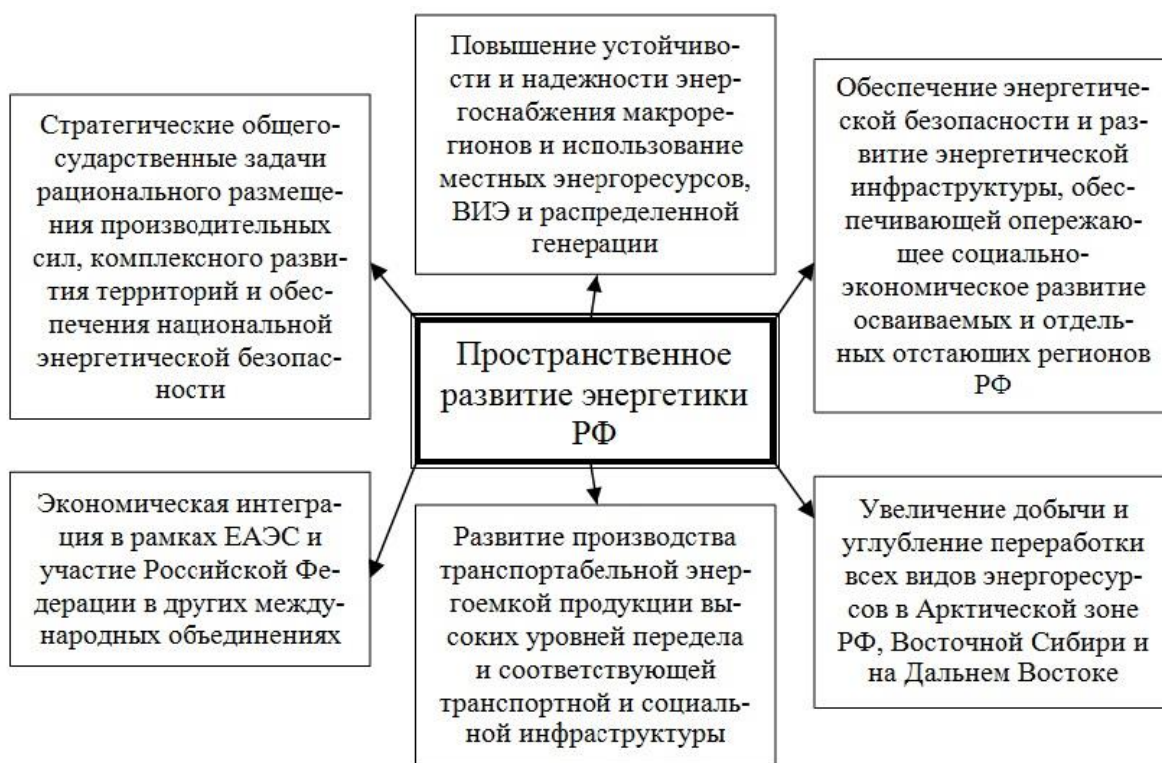 Стратегические общего-
сударственные задачи
рационального размеще-
ния производительных
сил, комплексного разви-
тия территорий и обес-
печения национальной
энергетической безопас-
ности
Повышение устойчиво-
сти и надежности энер-
госнабжения макроре-
гионов и использование
местных энергоресурсов,
ВИЭ и распределенной
генерации
Обеспечение энергетиче-
ской безопасности и раз-
витие энергетической
инфраструктуры, обес-
печивающей опережаю-
щее социально-
экономическое развитие
осваиваемых и отдель-
ных отстаюших регионов
РФ
Пространственное
развитие энергетики
РФ
Экономическая интегра-
ция в рамках ЕАЭС и
участие Российской Фе-
дерации в других между-
народных объединениях
Развитие производства
транспортабельной энер-
гоемкой продукции вы-
соких уровней передела
и соответствующей
транспортной и социаль-
ной инфраструктуры
Увеличение добычи и
углубление переработки
всех видов энергоресур-
сов в Арктической зоне
РФ, Восточной Сибири и
на Дальнем Востоке